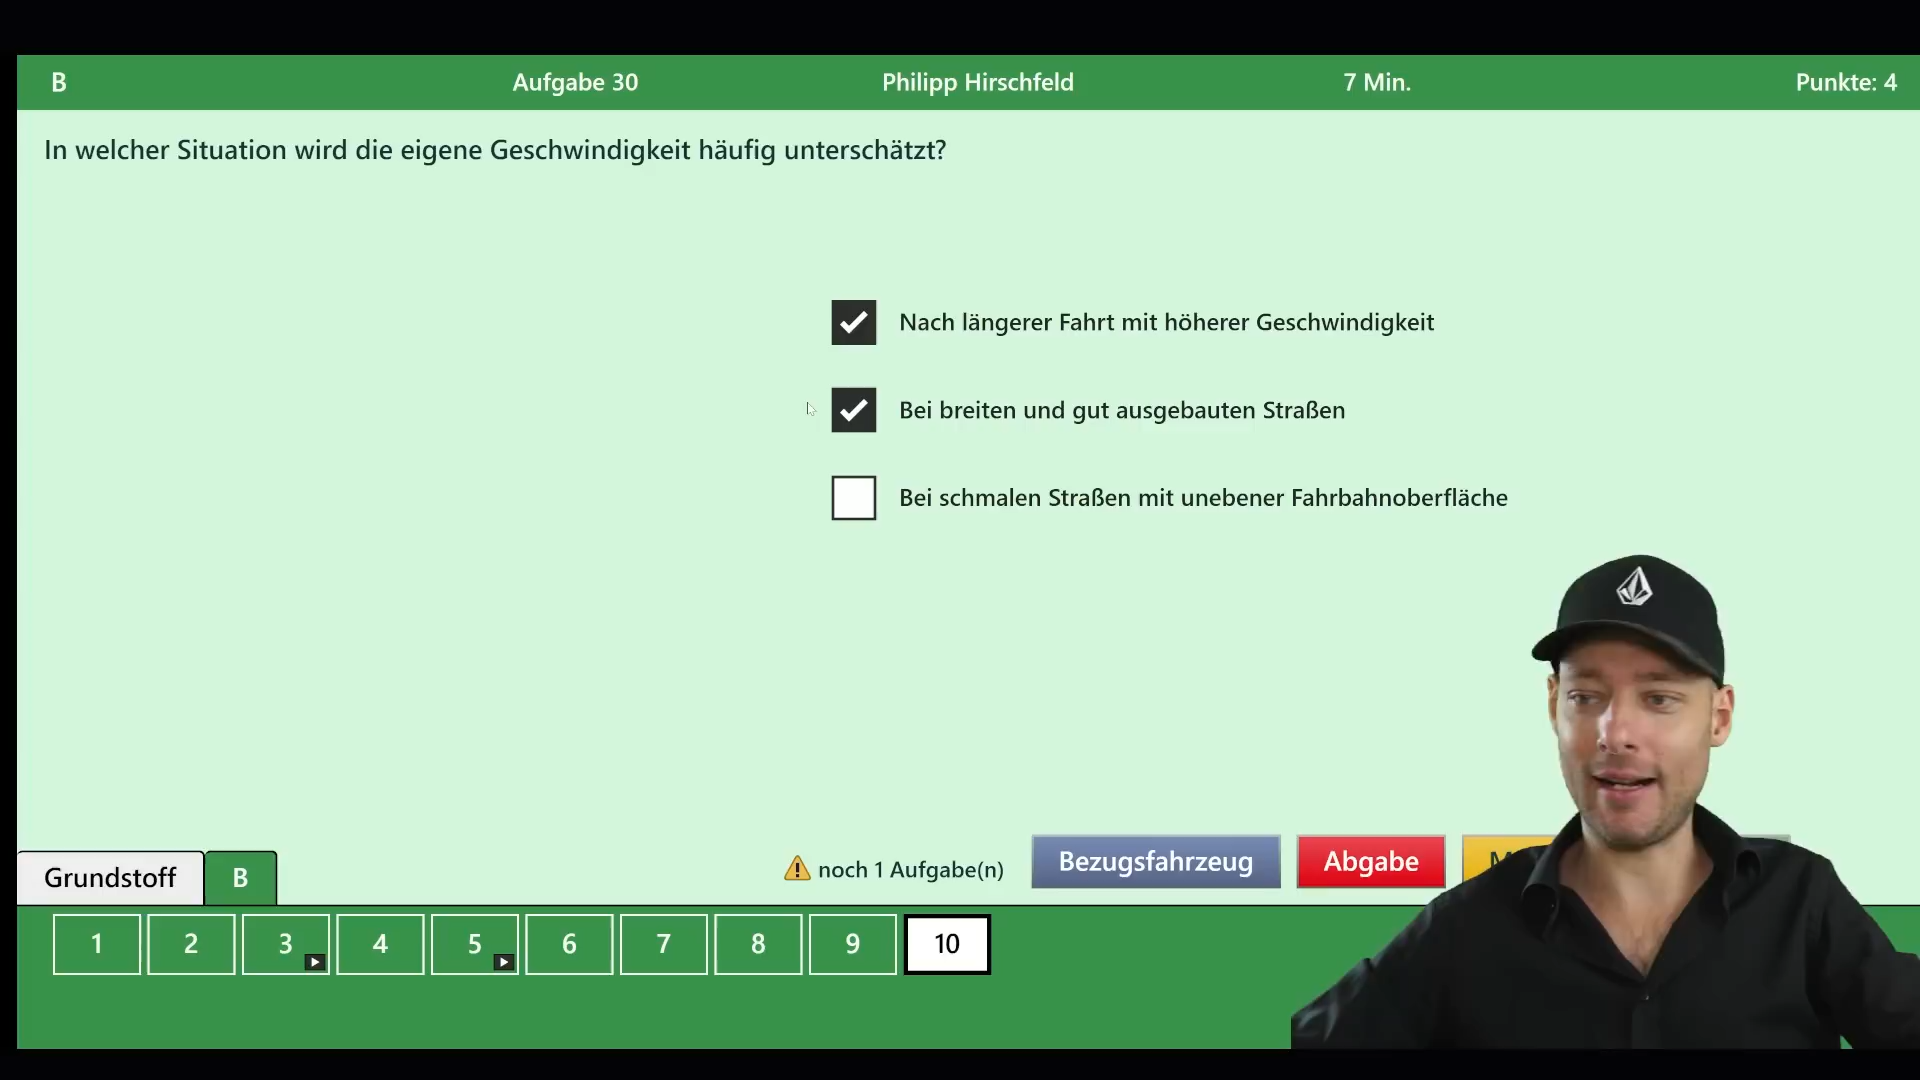 B Aufgabe 30 Philipp Hirschfeld 7 Min. Punkte: 4
In welcher Situation wird die eigene Geschwindigkeit häufig unterschätzt?
Nach längerer Fahrt mit höherer Geschwindigkeit
Bei breiten und gut ausgebauten Straßen
Bei schmalen Straßen mit unebener Fahrbahnoberfläche
Grundstoff B
noch 1 Aufgabe(n) Bezugsfahrzeug Abgabe
1 2 3 4 5 6 7 8 9 10